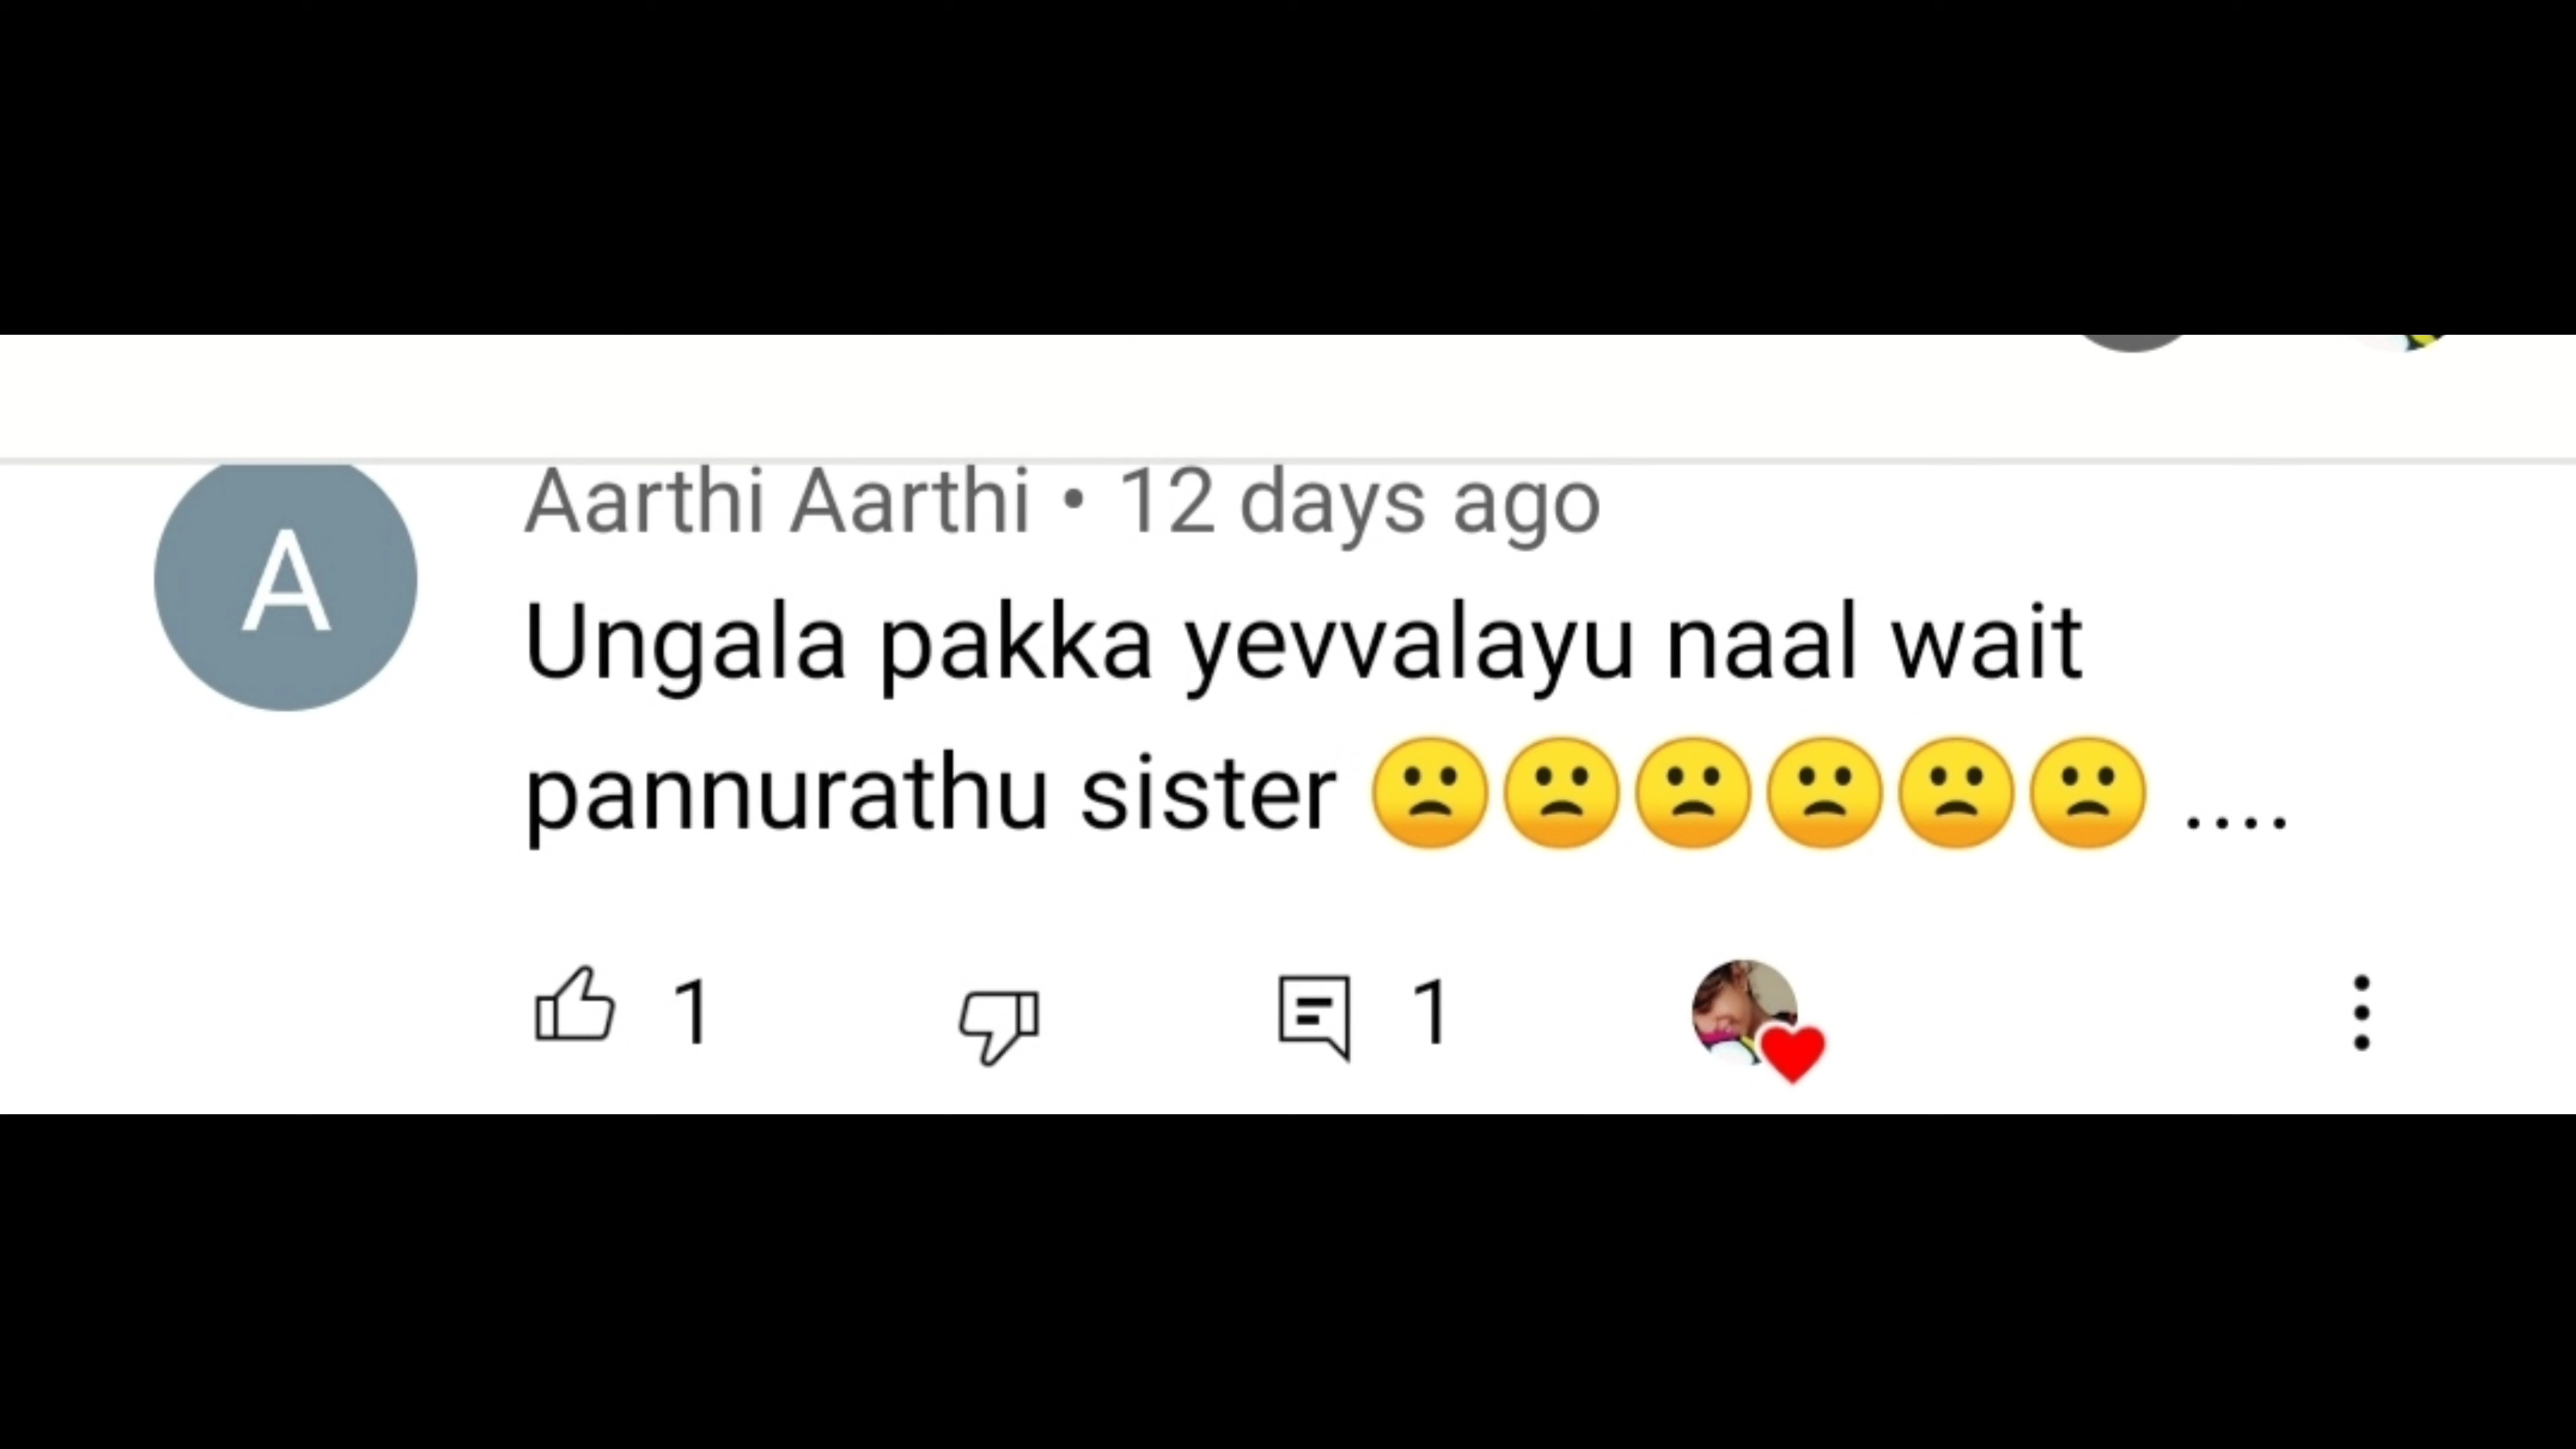 A
Aarthi Aarthi • 12 days ago
Ungala pakka yevvalayu naal wait
pannurathu sister 🙁🙁🙁🙁🙁🙁 ....
1
1